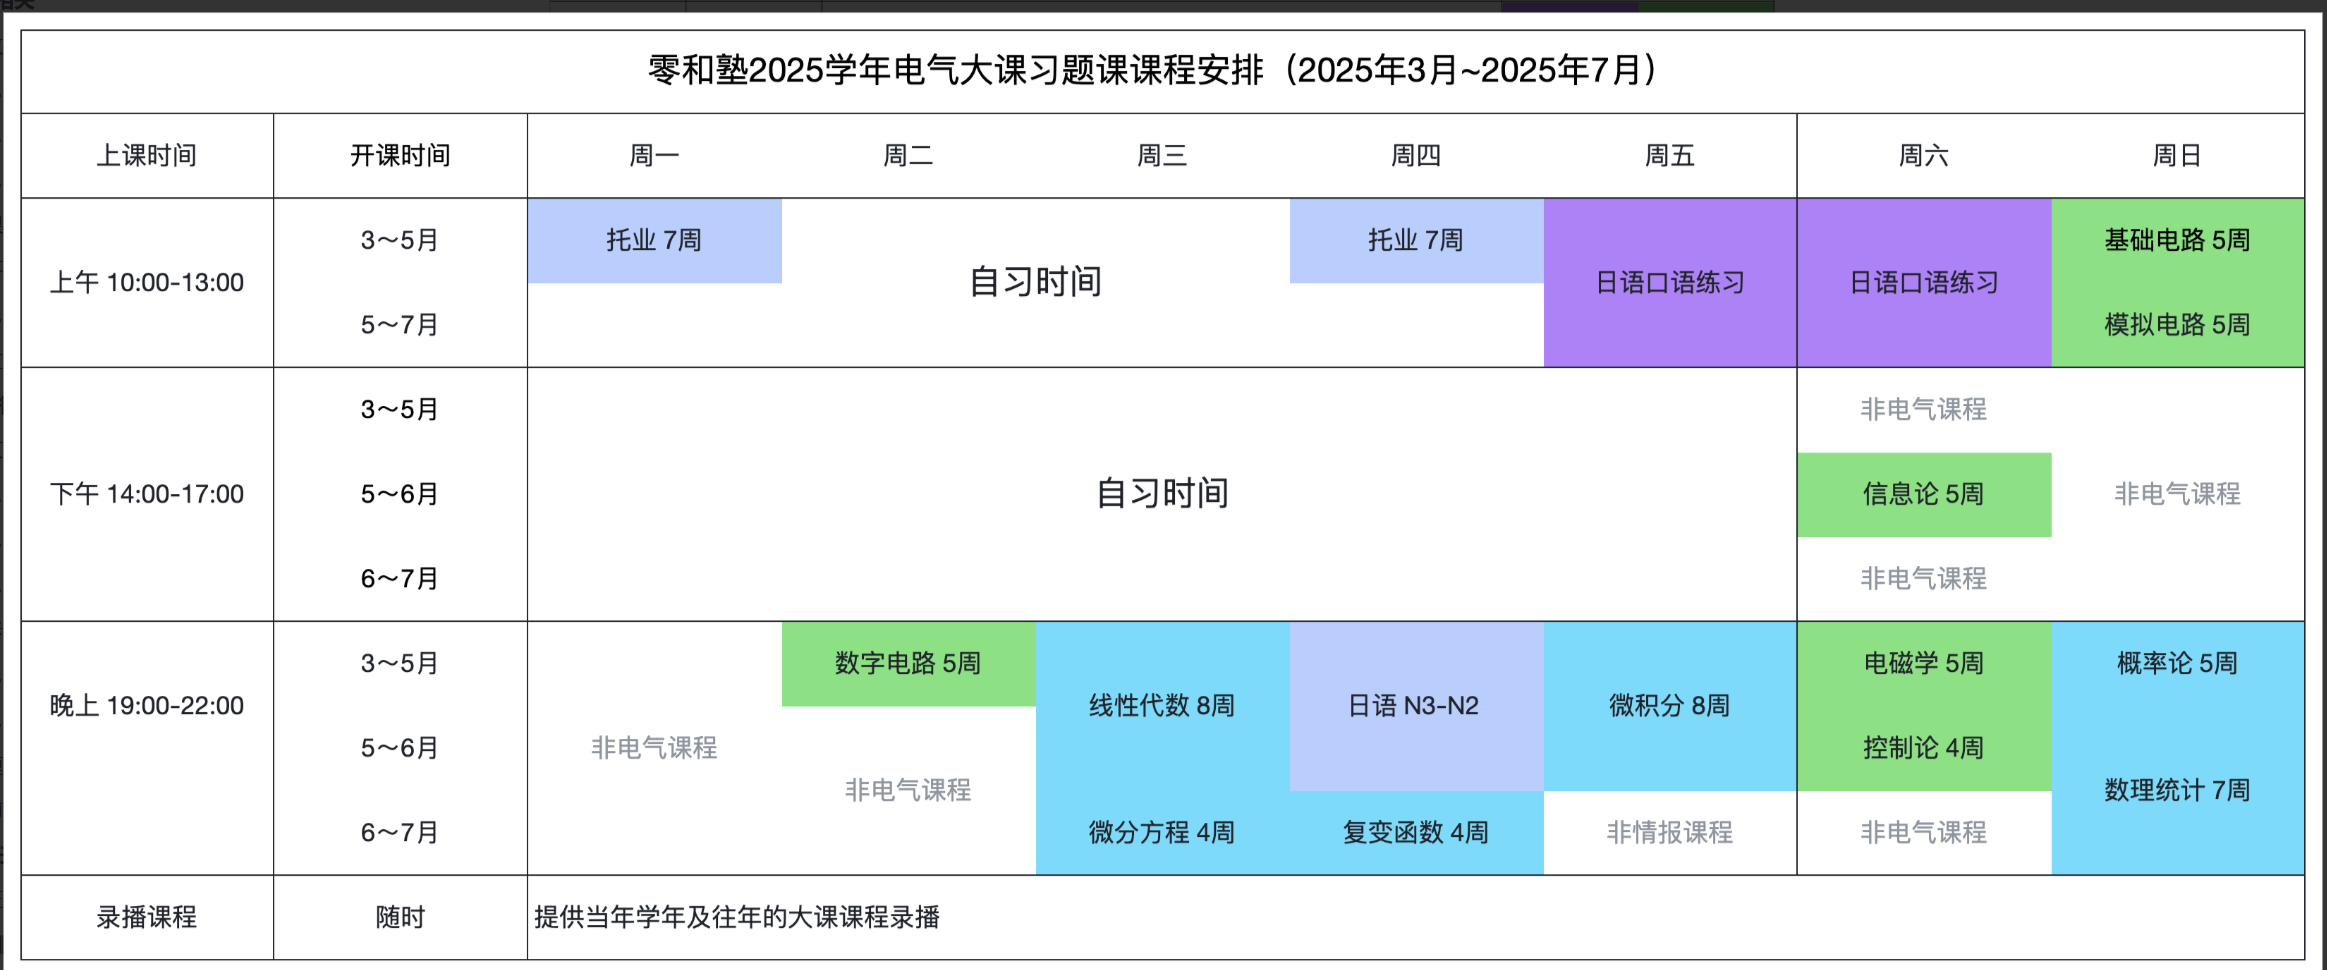 零和塾2025学年电气大课习题课课程安排（2025年3月~2025年7月）
上课时间 开课时间 周一 周二 周三 周四 周五 周六 周日
上午 10:00-13:00
3～5月 托业 7周 托业 7周 基础电路 5周
自习时间 日语口语练习 日语口语练习
5～7月 模拟电路 5周
下午 14:00-17:00
3～5月 非电气课程
5～6月 自习时间 信息论 5周 非电气课程
6～7月 非电气课程
晚上 19:00-22:00
3～5月 数字电路 5周 电磁学 5周 概率论 5周
线性代数 8周 日语 N3-N2 微积分 8周
5～6月 非电气课程 控制论 4周
非电气课程 数理统计 7周
6～7月 微分方程 4周 复变函数 4周 非情报课程 非电气课程
录播课程 随时 提供当年学年及往年的大课课程录播